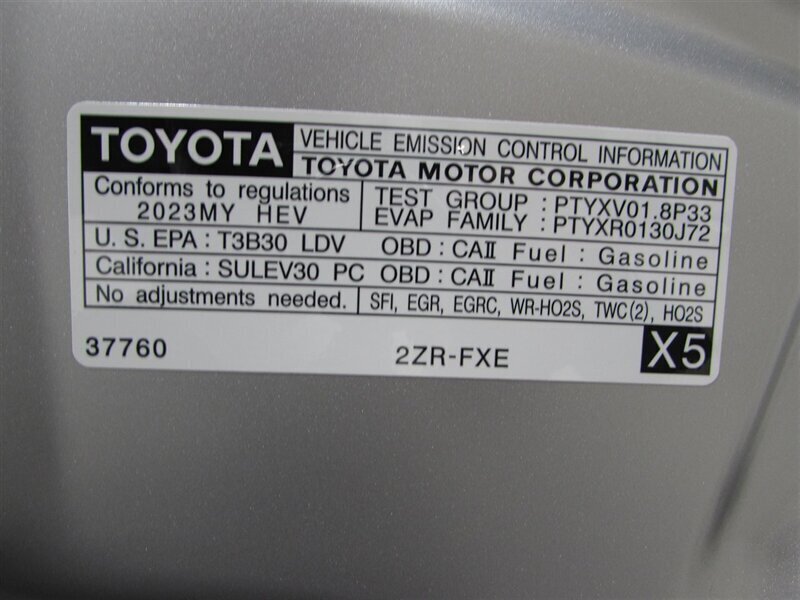 TOYOTA VEHICLE EMISSION CONTROL INFORMATION
TOYOTA MOTOR CORPORATION
Conforms to regulations
2023MY HEV
TEST GROUP : PTYXV01.8P33
EVAP FAMILY : PTYXR0130J72
U. S. EPA : T3B30 LDV OBD : CAⅡ Fuel : Gasoline
California : SULEV30 PC OBD : CAⅡ Fuel : Gasoline
No adjustments needed. SFI, EGR, EGRC, WR-HO2S, TWC(2), HO2S
37760 2ZR-FXE X5